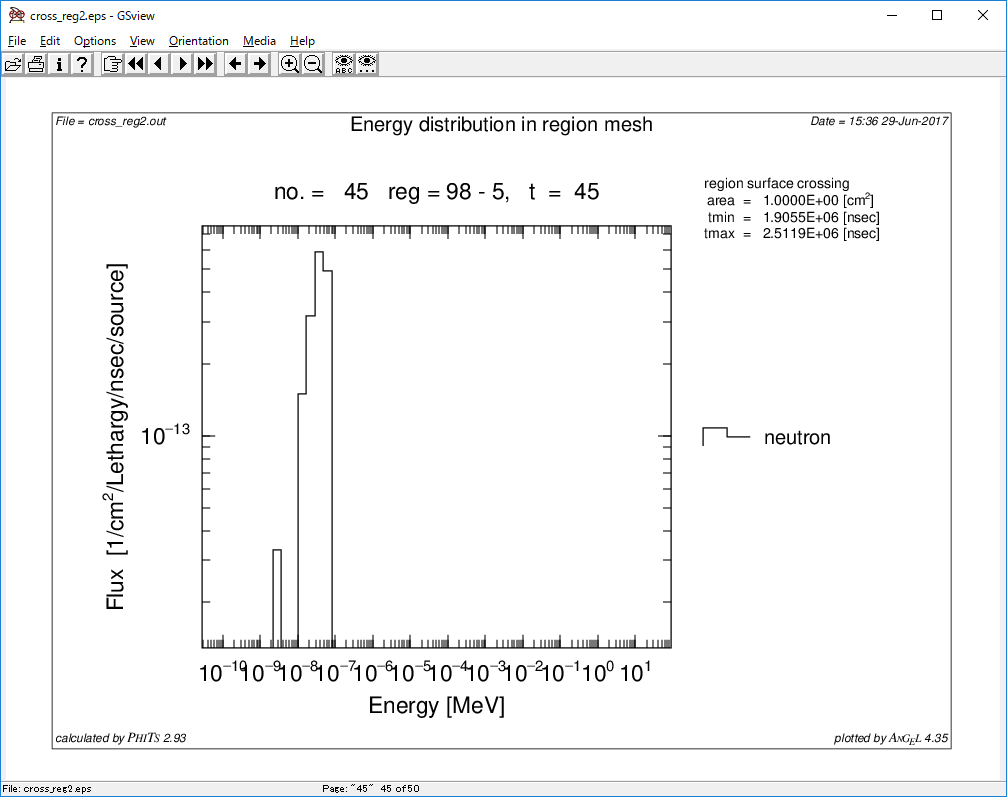 cross_reg2.eps - GSview
File Edit Options View Orientation Media Help
File = cross_reg2.out
Energy distribution in region mesh
Date = 15:36 29-Jun-2017
no. = 45 reg = 98 - 5, t = 45
region surface crossing
area = 1.0000E+00 [cm²]
tmin = 1.9055E+06 [nsec]
tmax = 2.5119E+06 [nsec]
Flux [1/cm²/Lethargy/nsec/source]
10⁻¹³
neutron
10⁻¹⁰ 10⁻⁹ 10⁻⁸ 10⁻⁷ 10⁻⁶ 10⁻⁵ 10⁻⁴ 10⁻³ 10⁻² 10⁻¹ 10⁰ 10¹
Energy [MeV]
calculated by PHITS 2.93
plotted by ANGEL 4.35
File: cross_reg2.eps Page: "45" 45 of 50